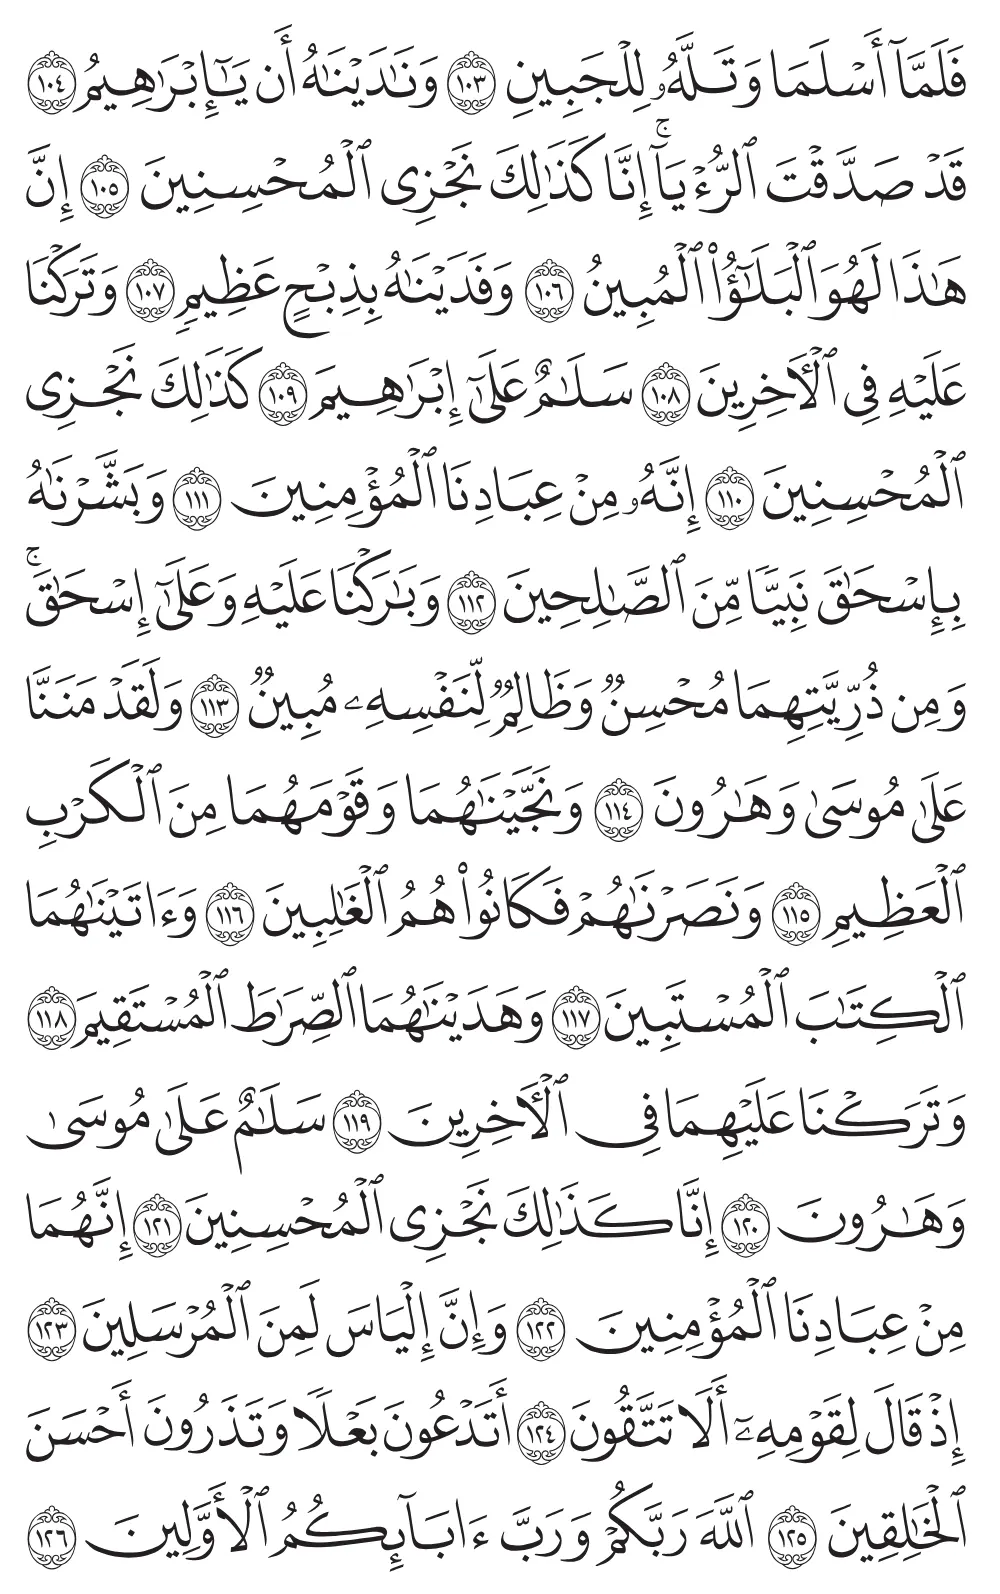 فَلَمَّآ أَسْلَمَا وَتَلَّهُۥ لِلْجَبِينِ ١٠٣ وَنَٰدَيْنَٰهُ أَن يَٰٓإِبْرَٰهِيمُ ١٠٤
قَدْ صَدَّقْتَ ٱلرُّءْيَآۚ إِنَّا كَذَٰلِكَ نَجْزِى ٱلْمُحْسِنِينَ ١٠٥ إِنَّ
هَٰذَا لَهُوَ ٱلْبَلَٰٓؤُا۟ ٱلْمُبِينُ ١٠٦ وَفَدَيْنَٰهُ بِذِبْحٍ عَظِيمٍ ١٠٧ وَتَرَكْنَا
عَلَيْهِ فِى ٱلْءَاخِرِينَ ١٠٨ سَلَٰمٌ عَلَىٰٓ إِبْرَٰهِيمَ ١٠٩ كَذَٰلِكَ نَجْزِى
ٱلْمُحْسِنِينَ ١١٠ إِنَّهُۥ مِنْ عِبَادِنَا ٱلْمُؤْمِنِينَ ١١١ وَبَشَّرْنَٰهُ
بِإِسْحَٰقَ نَبِيًّا مِّنَ ٱلصَّٰلِحِينَ ١١٢ وَبَٰرَكْنَا عَلَيْهِ وَعَلَىٰٓ إِسْحَٰقَۚ
وَمِن ذُرِّيَّتِهِمَا مُحْسِنٌ وَظَالِمٌ لِّنَفْسِهِۦ مُبِينٌ ١١٣ وَلَقَدْ مَنَنَّا
عَلَىٰ مُوسَىٰ وَهَٰرُونَ ١١٤ وَنَجَّيْنَٰهُمَا وَقَوْمَهُمَا مِنَ ٱلْكَرْبِ
ٱلْعَظِيمِ ١١٥ وَنَصَرْنَٰهُمْ فَكَانُوا۟ هُمُ ٱلْغَٰلِبِينَ ١١٦ وَءَاتَيْنَٰهُمَا
ٱلْكِتَٰبَ ٱلْمُسْتَبِينَ ١١٧ وَهَدَيْنَٰهُمَا ٱلصِّرَٰطَ ٱلْمُسْتَقِيمَ ١١٨
وَتَرَكْنَا عَلَيْهِمَا فِى ٱلْءَاخِرِينَ ١١٩ سَلَٰمٌ عَلَىٰ مُوسَىٰ
وَهَٰرُونَ ١٢٠ إِنَّا كَذَٰلِكَ نَجْزِى ٱلْمُحْسِنِينَ ١٢١ إِنَّهُمَا
مِنْ عِبَادِنَا ٱلْمُؤْمِنِينَ ١٢٢ وَإِنَّ إِلْيَاسَ لَمِنَ ٱلْمُرْسَلِينَ ١٢٣
إِذْ قَالَ لِقَوْمِهِۦٓ أَلَا تَتَّقُونَ ١٢٤ أَتَدْعُونَ بَعْلًا وَتَذَرُونَ أَحْسَنَ
ٱلْخَٰلِقِينَ ١٢٥ ٱللَّهَ رَبَّكُمْ وَرَبَّ ءَابَآئِكُمُ ٱلْأَوَّلِينَ ١٢٦